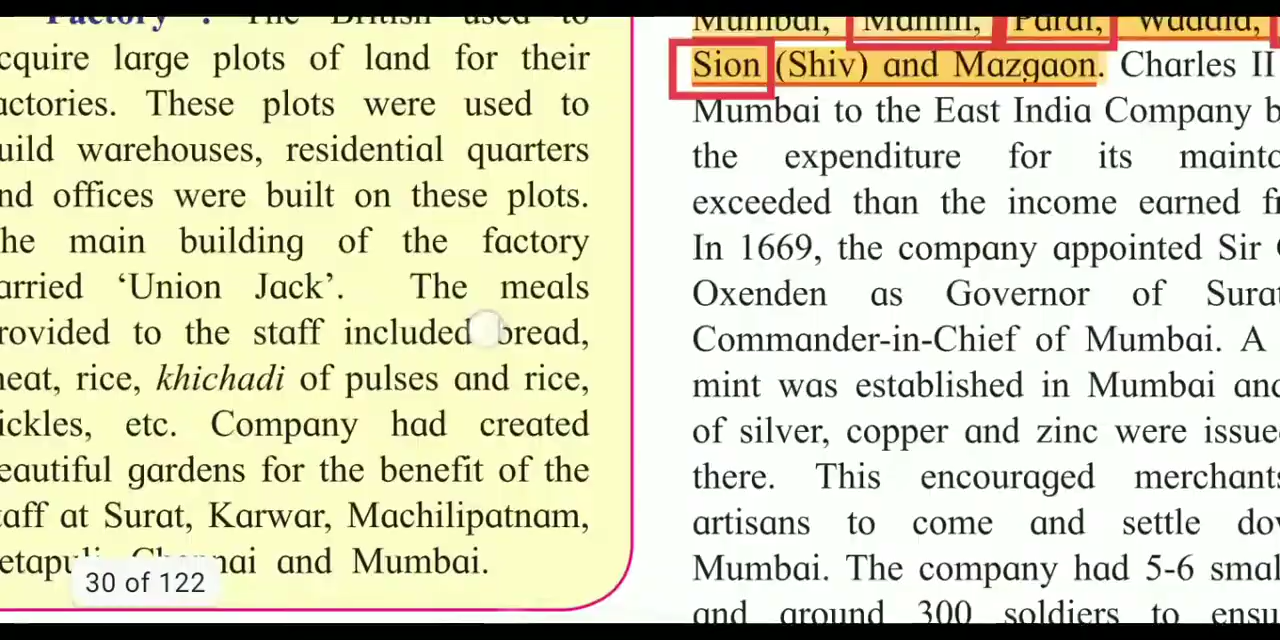 Factory : The British used to
cquire large plots of land for their
actories. These plots were used to
uild warehouses, residential quarters
nd offices were built on these plots.
he main building of the factory
arried ‘Union Jack’. The meals
rovided to the staff included bread,
neat, rice, khichadi of pulses and rice,
ickles, etc. Company had created
eautiful gardens for the benefit of the
taff at Surat, Karwar, Machilipatnam,
and Mumbai.
30 of 122
Mumbai, Wadala,
Sion (Shiv) and Mazgaon. Charles II
Mumbai to the East India Company b
the expenditure for its mainte
exceeded than the income earned fr
In 1669, the company appointed Sir
Oxenden as Governor of Surat
Commander-in-Chief of Mumbai. A
mint was established in Mumbai and
of silver, copper and zinc were issue
there. This encouraged merchants
artisans to come and settle do
Mumbai. The company had 5-6 smal
and around 300 soldiers to ensu